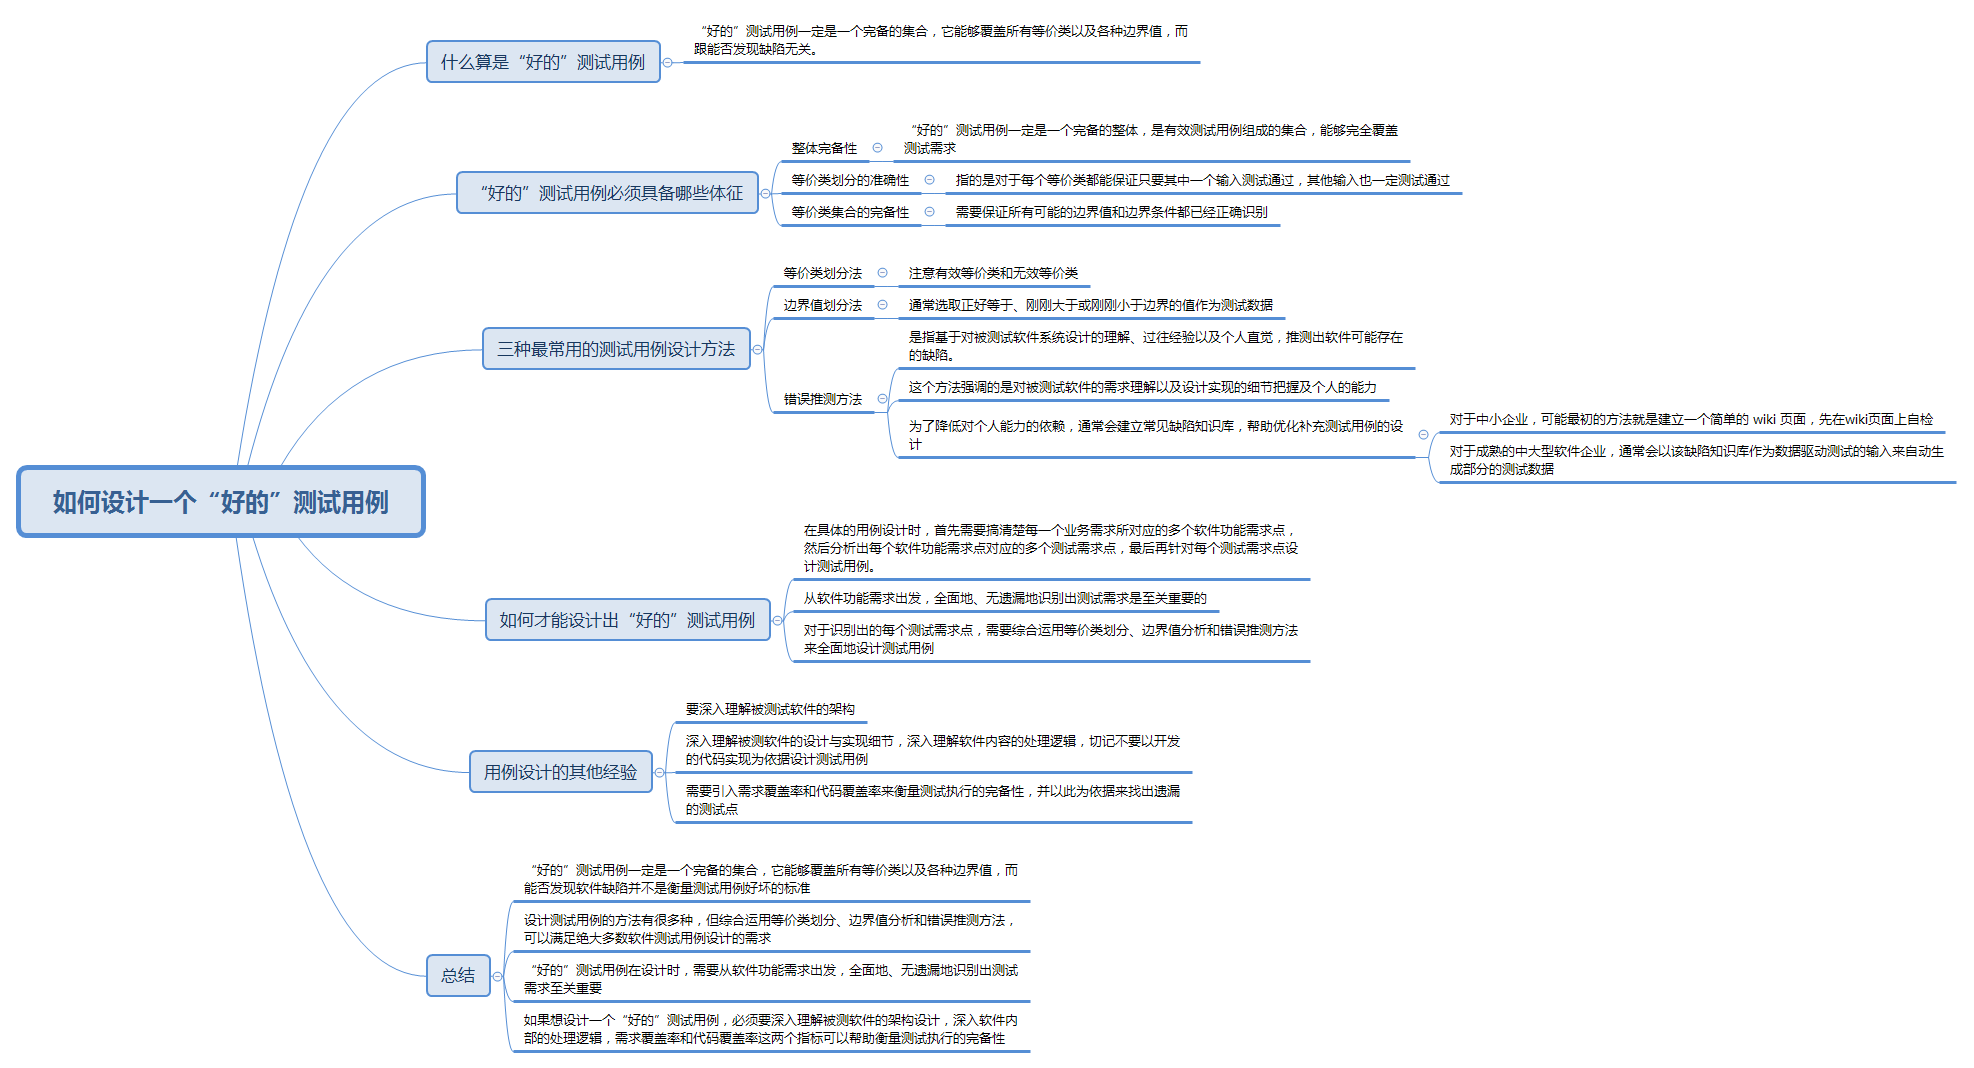 如何设计一个“好的”测试用例
什么算是“好的”测试用例
“好的”测试用例一定是一个完备的集合，它能够覆盖所有等价类以及各种边界值，而
跟能否发现缺陷无关。
“好的”测试用例必须具备哪些体征
整体完备性
“好的”测试用例一定是一个完备的整体，是有效测试用例组成的集合，能够完全覆盖
测试需求
等价类划分的准确性
指的是对于每个等价类都能保证只要其中一个输入测试通过，其他输入也一定测试通过
等价类集合的完备性
需要保证所有可能的边界值和边界条件都已经正确识别
三种最常用的测试用例设计方法
等价类划分法
注意有效等价类和无效等价类
边界值划分法
通常选取正好等于、刚刚大于或刚刚小于边界的值作为测试数据
错误推测方法
是指基于对被测试软件系统设计的理解、过往经验以及个人直觉，推测出软件可能存在
的缺陷。
这个方法强调的是对被测试软件的需求理解以及设计实现的细节把握及个人的能力
为了降低对个人能力的依赖，通常会建立常见缺陷知识库，帮助优化补充测试用例的设
计
对于中小企业，可能最初的方法就是建立一个简单的 wiki 页面，先在wiki页面上自检
对于成熟的中大型软件企业，通常会以该缺陷知识库作为数据驱动测试的输入来自动生
成部分的测试数据
如何才能设计出“好的”测试用例
在具体的用例设计时，首先需要搞清楚每一个业务需求所对应的多个软件功能需求点，
然后分析出每个软件功能需求点对应的多个测试需求点，最后再针对每个测试需求点设
计测试用例。
从软件功能需求出发，全面地、无遗漏地识别出测试需求是至关重要的
对于识别出的每个测试需求点，需要综合运用等价类划分、边界值分析和错误推测方法
来全面地设计测试用例
用例设计的其他经验
要深入理解被测试软件的架构
深入理解被测软件的设计与实现细节，深入理解软件内容的处理逻辑，切记不要以开发
的代码实现为依据设计测试用例
需要引入需求覆盖率和代码覆盖率来衡量测试执行的完备性，并以此为依据来找出遗漏
的测试点
总结
“好的”测试用例一定是一个完备的集合，它能够覆盖所有等价类以及各种边界值，而
能否发现软件缺陷并不是衡量测试用例好坏的标准
设计测试用例的方法有很多种，但综合运用等价类划分、边界值分析和错误推测方法，
可以满足绝大多数软件测试用例设计的需求
“好的”测试用例在设计时，需要从软件功能需求出发，全面地、无遗漏地识别出测试
需求至关重要
如果想设计一个“好的”测试用例，必须要深入理解被测软件的架构设计，深入软件内
部的处理逻辑，需求覆盖率和代码覆盖率这两个指标可以帮助衡量测试执行的完备性